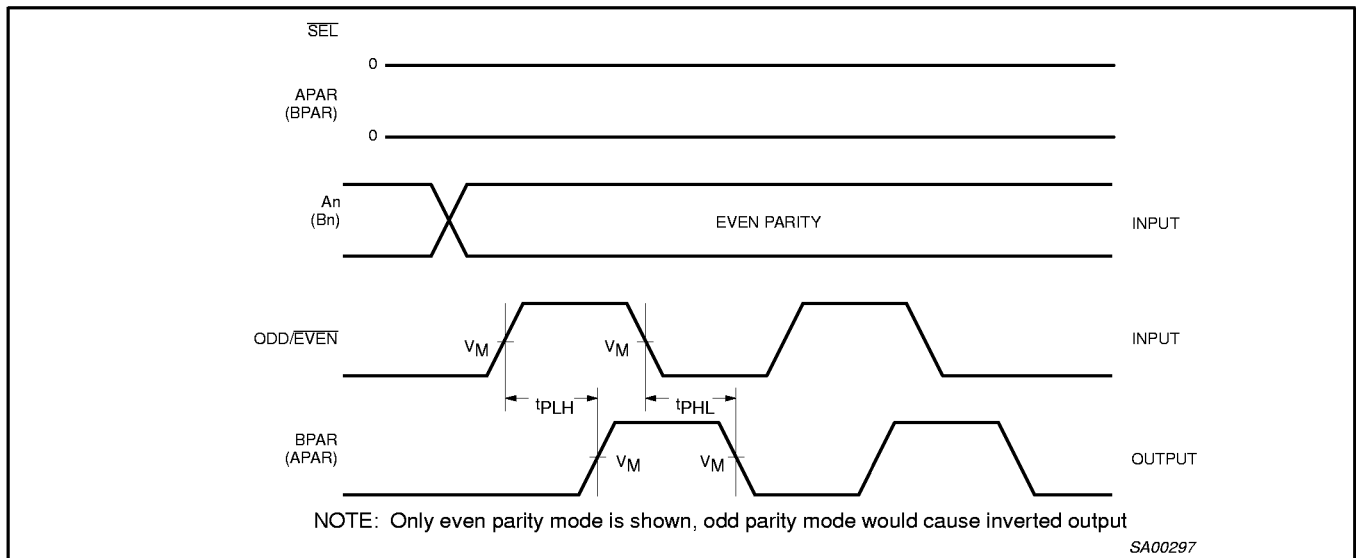 SEL
0
APAR
(BPAR)
0
An
(Bn)
EVEN PARITY
INPUT
ODD/EVEN
VM
VM
INPUT
tPLH
tPHL
BPAR
(APAR)
VM
VM
OUTPUT
NOTE: Only even parity mode is shown, odd parity mode would cause inverted output
SA00297